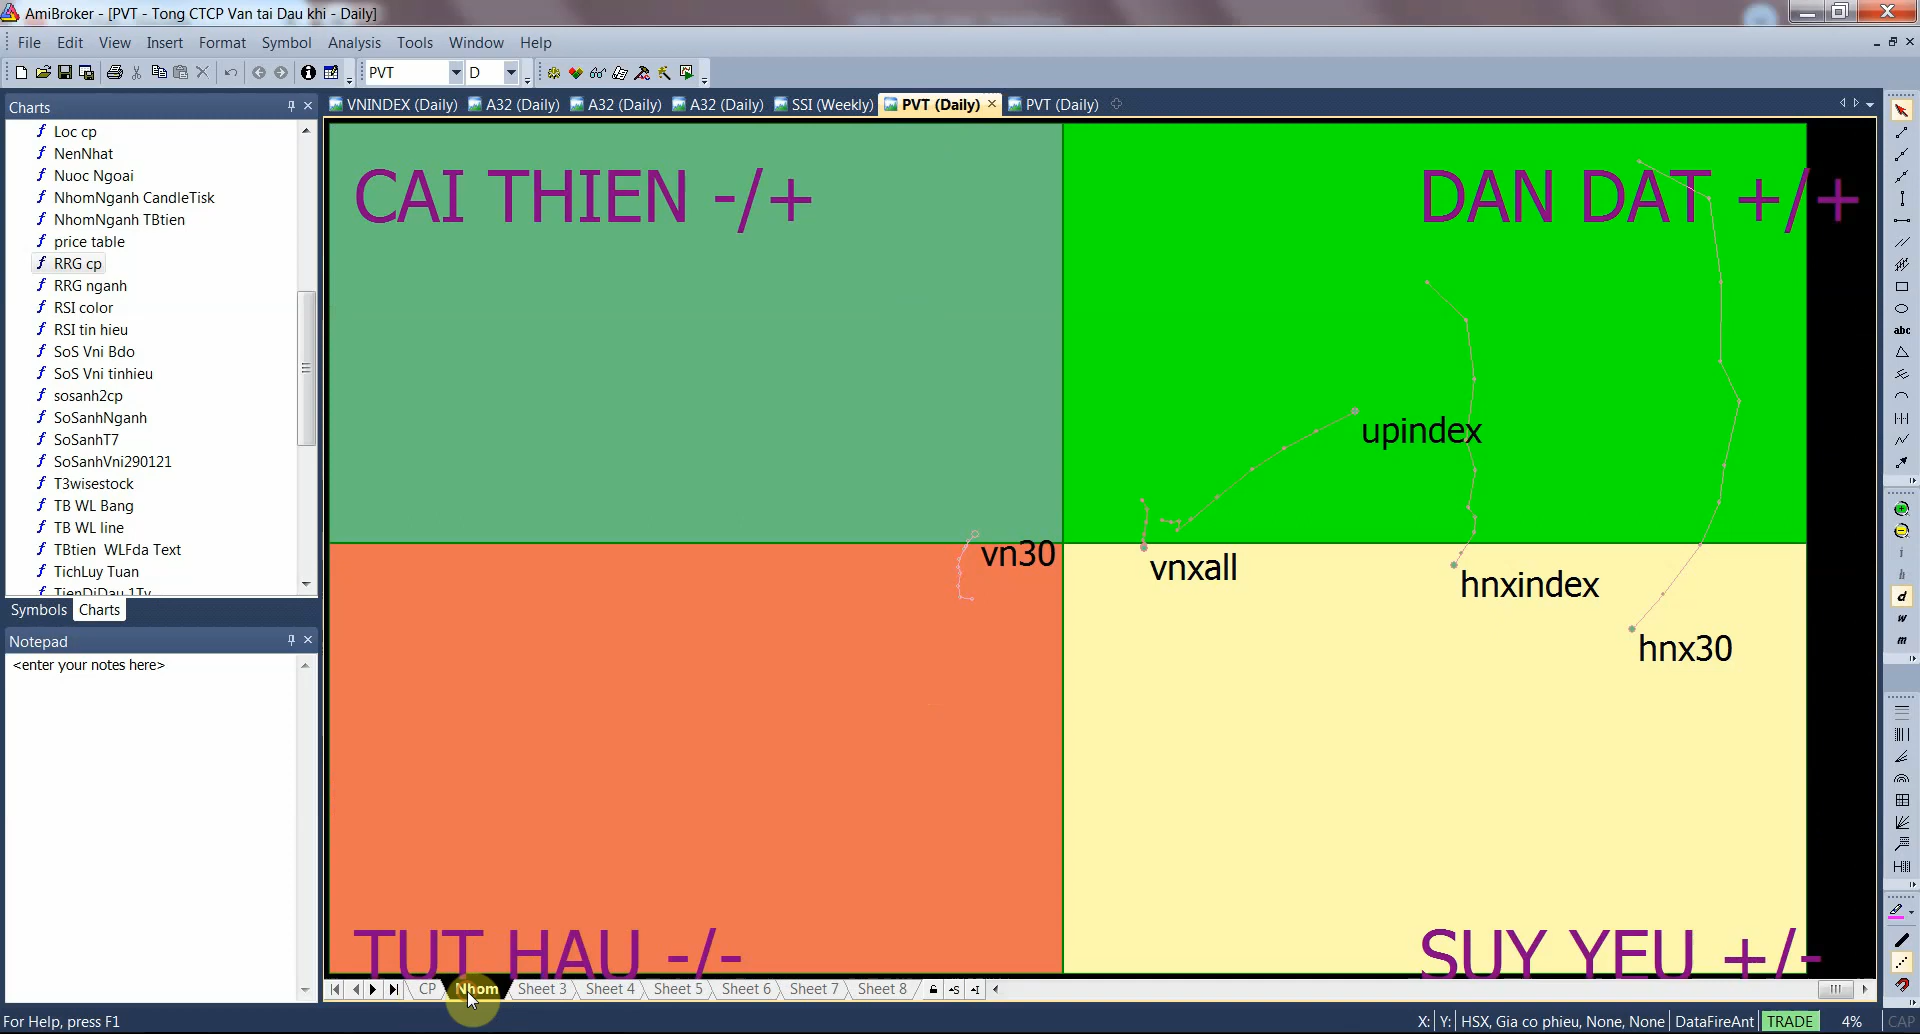 AmiBroker - [PVT - Tong CTCP Van tai Dau khi - Daily]
File Edit View Insert Format Symbol Analysis Tools Window Help
PVT D
Charts
VNINDEX (Daily) A32 (Daily) A32 (Daily) A32 (Daily) SSI (Weekly) PVT (Daily) PVT (Daily)
Loc cp
NenNhat
Nuoc Ngoai
NhomNganh CandleTisk
NhomNganh TBtien
price table
RRG cp
RRG nganh
RSI color
RSI tin hieu
SoS Vni Bdo
SoS Vni tinhieu
sosanh2cp
SoSanhNganh
SoSanhT7
SoSanhVni290121
T3wisestock
TB WL Bang
TB WL line
TBtien WLFda Text
TichLuy Tuan
TienDiDau 1Ty
Symbols Charts
Notepad
<enter your notes here>
CAI THIEN -/+
DAN DAT +/+
upindex
vn30
vnxall
hnxindex
hnx30
TUT HAU -/-
SUY YEU +/-
abc
i
h
d
w
m
CP Nhom Sheet 3 Sheet 4 Sheet 5 Sheet 6 Sheet 7 Sheet 8
For Help, press F1
X: Y: HSX, Gia co phieu, None, None DataFireAnt TRADE 4% CAP